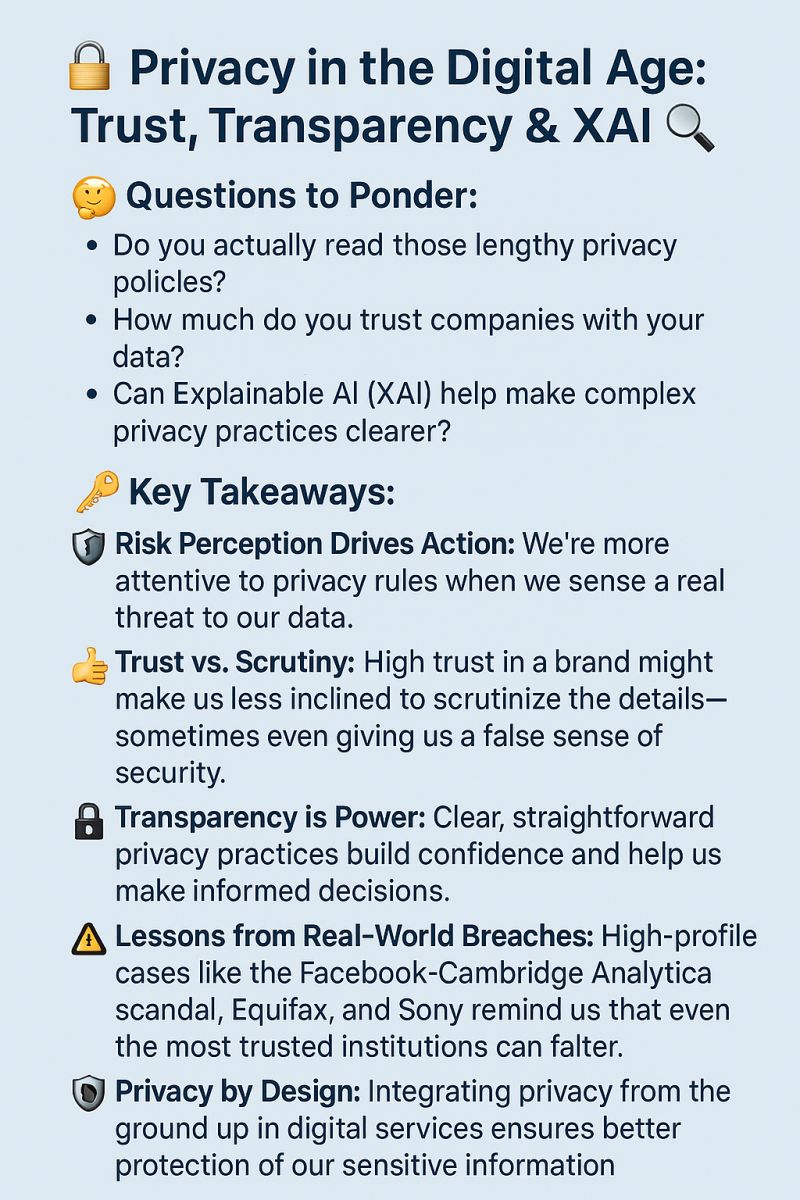 🔒 Privacy in the Digital Age:
Trust, Transparency & XAI 🔍
🤔 Questions to Ponder:
• Do you actually read those lengthy privacy
policies?
• How much do you trust companies with your
data?
• Can Explainable AI (XAI) help make complex
privacy practices clearer?
🔑 Key Takeaways:
Risk Perception Drives Action: We're more
attentive to privacy rules when we sense a real
threat to our data.
👍 Trust vs. Scrutiny: High trust in a brand might
make us less inclined to scrutinize the details—
sometimes even giving us a false sense of
security.
🔒 Transparency is Power: Clear, straightforward
privacy practices build confidence and help us
make informed decisions.
⚠️ Lessons from Real-World Breaches: High-profile
cases like the Facebook-Cambridge Analytica
scandal, Equifax, and Sony remind us that even
the most trusted institutions can falter.
Privacy by Design: Integrating privacy from the
ground up in digital services ensures better
protection of our sensitive information